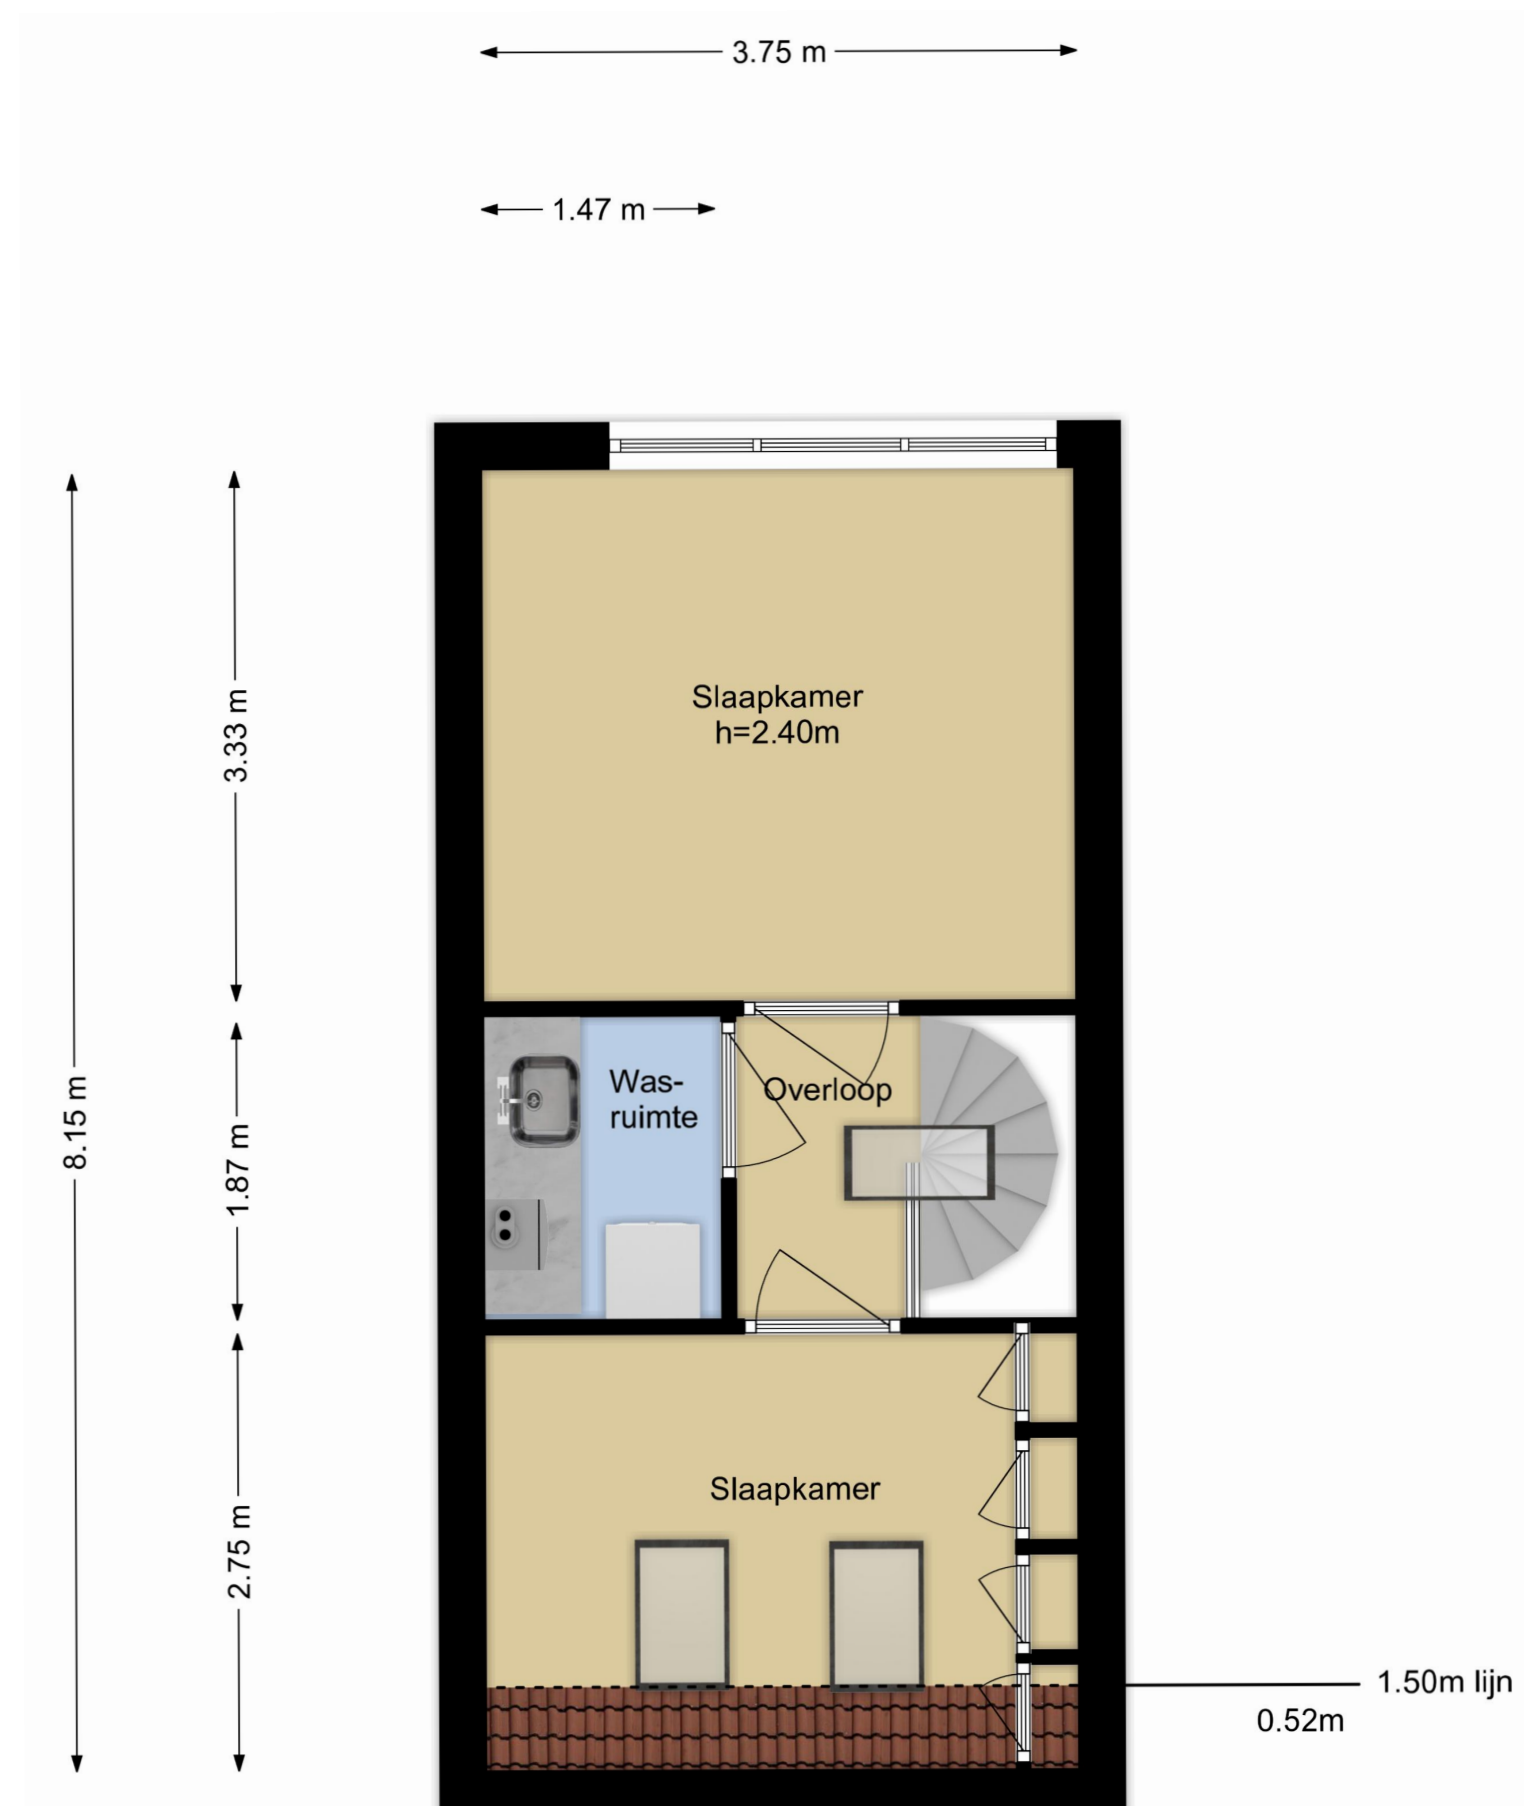 3.75 m
1.47 m
3.33 m
8.15 m
1.87 m
2.75 m
Slaapkamer
h=2.40m
Was-
ruimte
Overloop
Slaapkamer
1.50m lijn
0.52m